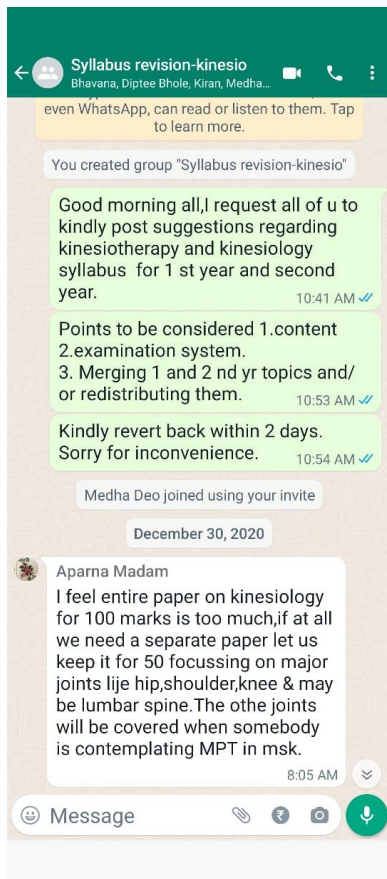 Syllabus revision-kinesio
Bhavana, Diptee Bhole, Kiran, Medha...
even WhatsApp, can read or listen to them. Tap
to learn more.
You created group "Syllabus revision-kinesio"
Good morning all,I request all of u to
kindly post suggestions regarding
kinesiotherapy and kinesiology
syllabus for 1 st year and second
year.
10:41 AM
Points to be considered 1.content
2.examination system.
3. Merging 1 and 2 nd yr topics and/
or redistributing them.
10:53 AM
Kindly revert back within 2 days.
Sorry for inconvenience.
10:54 AM
Medha Deo joined using your invite
December 30, 2020
Aparna Madam
I feel entire paper on kinesiology
for 100 marks is too much,if at all
we need a separate paper let us
keep it for 50 focussing on major
joints lije hip,shoulder,knee & may
be lumbar spine.The othe joints
will be covered when somebody
is contemplating MPT in msk.
8:05 AM
Message
₹